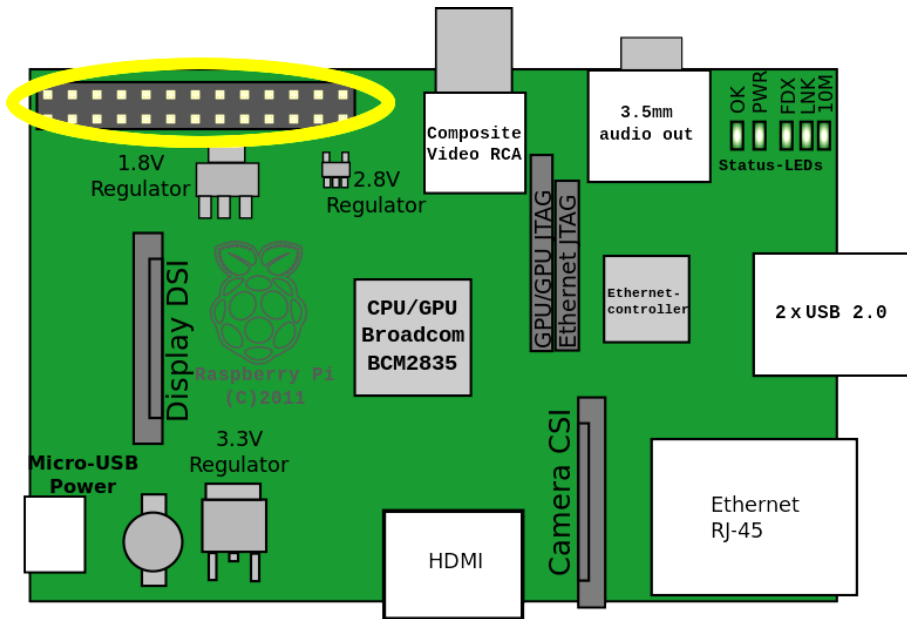 1.8V
Regulator
2.8V
Regulator
Composite
Video RCA
3.5mm
audio out
OK
PWR
FDX
LNK
10M
Status-LEDs
Display DSI
Raspberry Pi
(C)2011
CPU/GPU
Broadcom
BCM2835
GPU/GPU JTAG
Ethernet JTAG
Ethernet-
controller
2xUSB 2.0
Micro-USB
Power
3.3V
Regulator
HDMI
Camera CSI
Ethernet
RJ-45